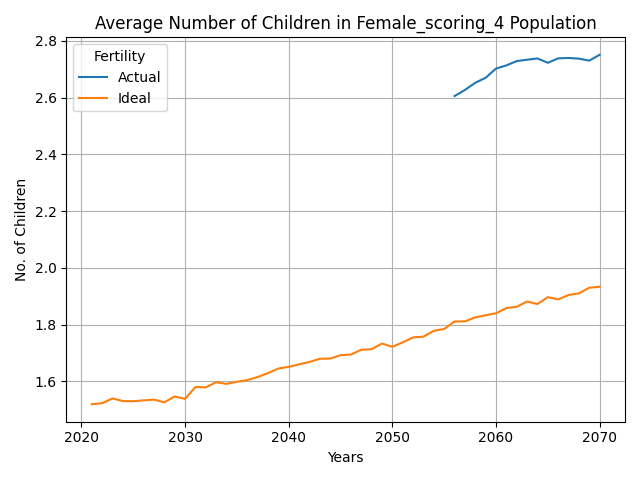 Average Number of Children in Female_scoring_4 Population
Fertility
Actual
Ideal
No. of Children
2.8
2.6
2.4
2.2
2.0
1.8
1.6
2020 2030 2040 2050 2060 2070
Years